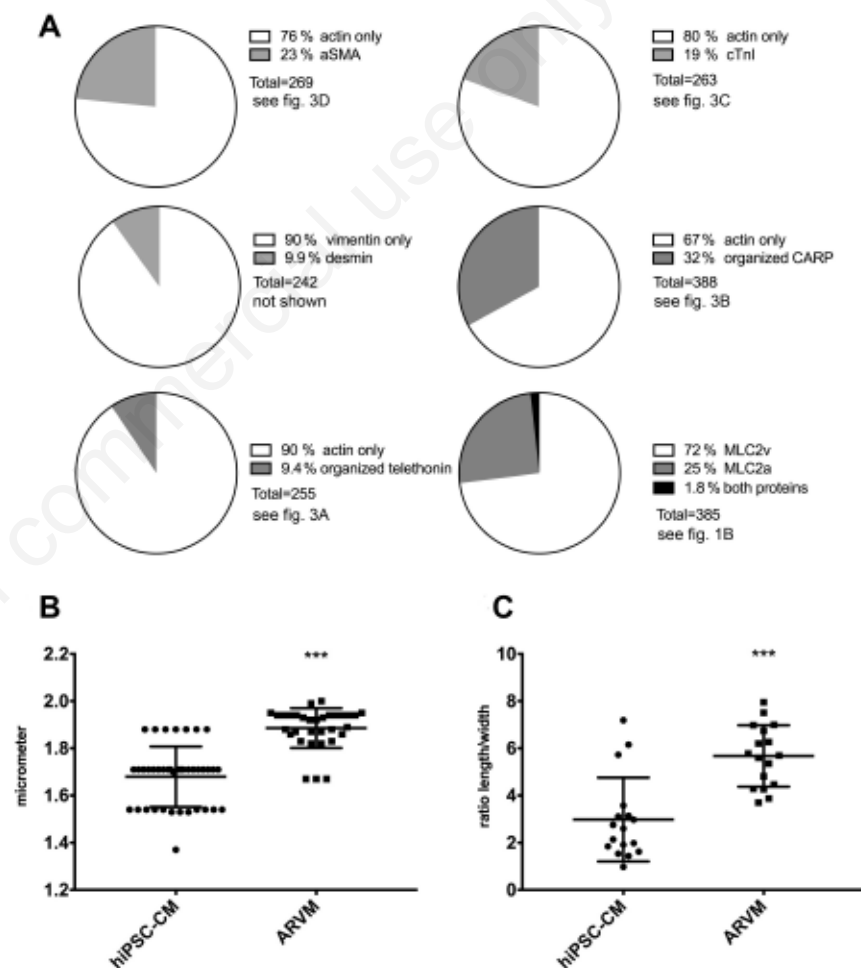 A
76 % actin only
23 % aSMA
Total=269
see fig. 3D
80 % actin only
19 % cTnI
Total=263
see fig. 3C
90 % vimentin only
9.9 % desmin
Total=242
not shown
67 % actin only
32 % organized CARP
Total=388
see fig. 3B
90 % actin only
9.4 % organized telethonin
Total=255
see fig. 3A
72 % MLC2v
25 % MLC2a
1.8 % both proteins
Total=385
see fig. 1B
commercial use only
B
2.2
2.0
1.8
1.6
1.4
1.2
micrometer
***
hiPSC-CM
ARVM
C
10
8
6
4
2
0
ratio length/width
***
hiPSC-CM
ARVM